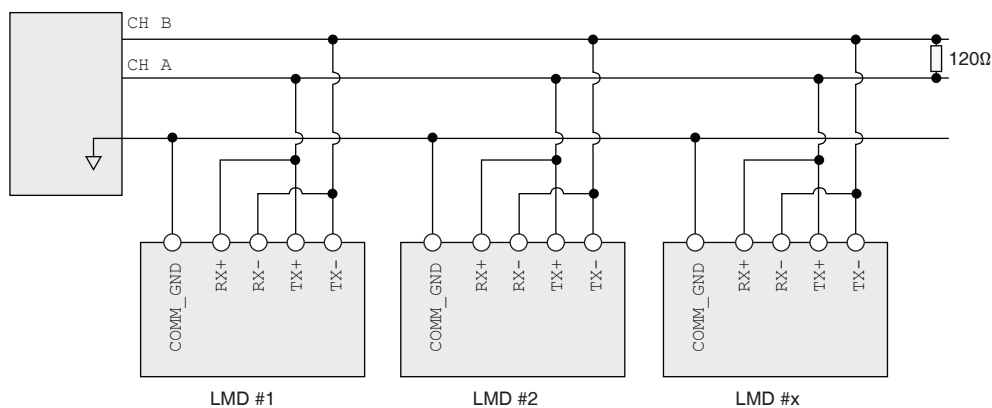 CH B
CH A
120Ω
COMM_GND
RX+
RX-
TX+
TX-
COMM_GND
RX+
RX-
TX+
TX-
COMM_GND
RX+
RX-
TX+
TX-
LMD #1
LMD #2
LMD #x